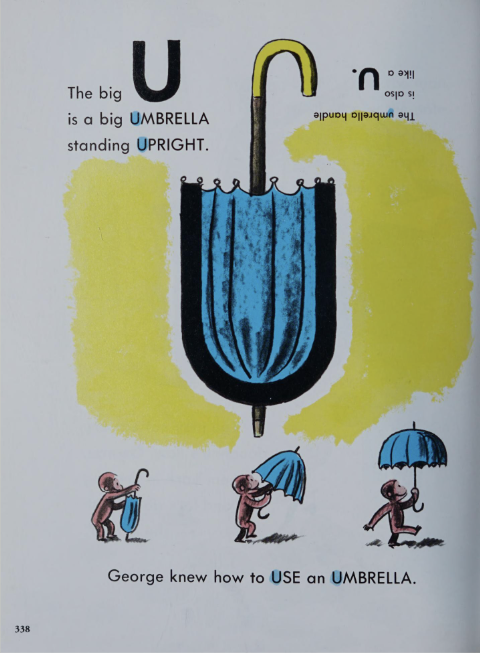 The big U
is a big UMBRELLA
standing UPRIGHT.
The umbrella handle
is also
like a U.
George knew how to USE an UMBRELLA.
338